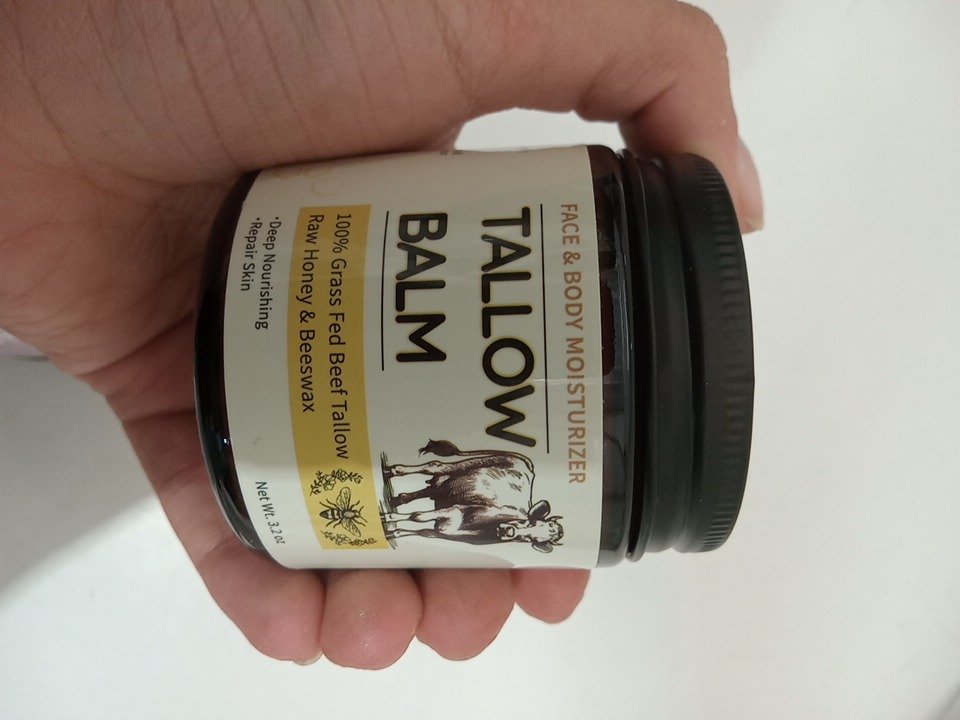 FACE & BODY MOISTURIZER
TALLOW
BALM
100% Grass Fed Beef Tallow
Raw Honey & Beeswax
•Deep Nourishing
•Repair Skin
Net Wt. 3.2 oz